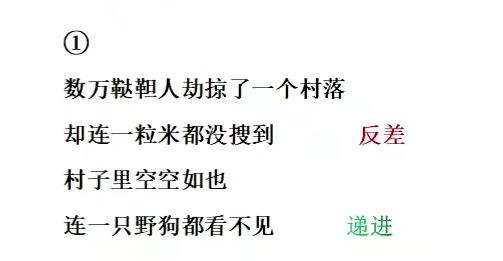 ①
数万鞑靼人劫掠了一个村落
却连一粒米都没搜到 反差
村子里空空如也
连一只野狗都看不见 递进